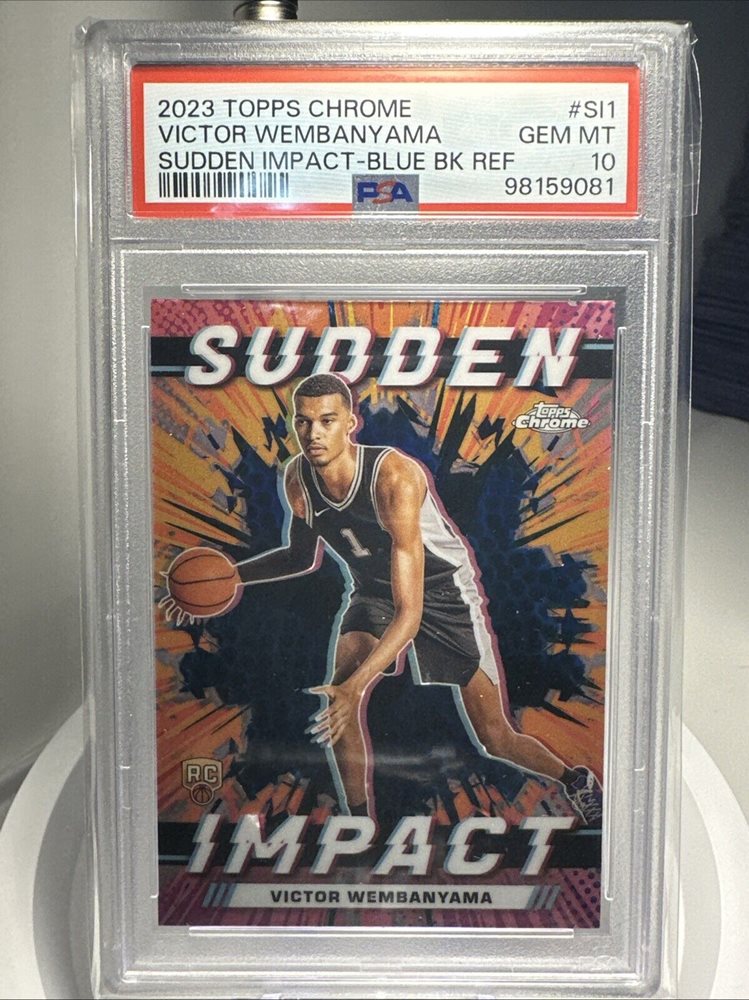 2023 TOPPS CHROME #SI1
VICTOR WEMBANYAMA GEM MT
SUDDEN IMPACT-BLUE BK REF 10
PSA 98159081
SUDDEN
Topps
Chrome
1
RC
IMPACT
VICTOR WEMBANYAMA